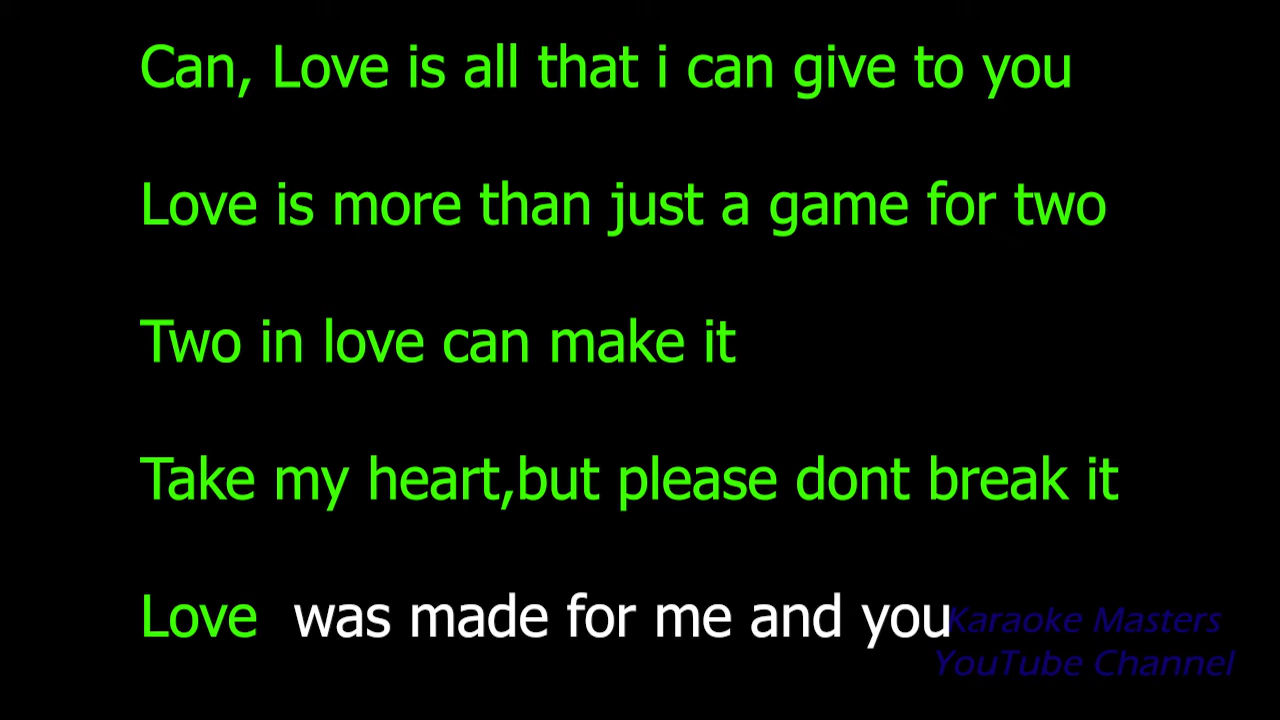 Can, Love is all that i can give to you
Love is more than just a game for two
Two in love can make it
Take my heart,but please dont break it
Love was made for me and you
Karaoke Masters
YouTube Channel